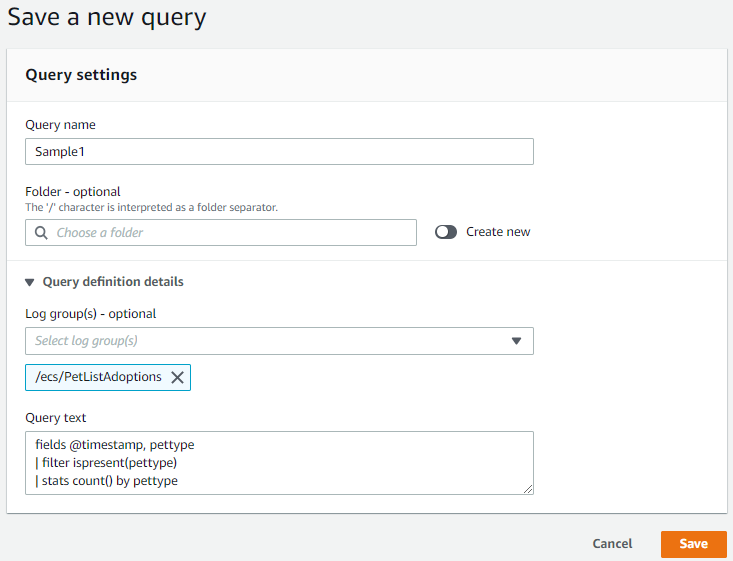 Save a new query
Query settings
Query name
Sample1
Folder - optional
The '/' character is interpreted as a folder separator.
Choose a folder
Create new
Query definition details
Log group(s) - optional
Select log group(s)
/ecs/PetListAdoptions
Query text
fields @timestamp, pettype
| filter ispresent(pettype)
| stats count() by pettype
Cancel
Save